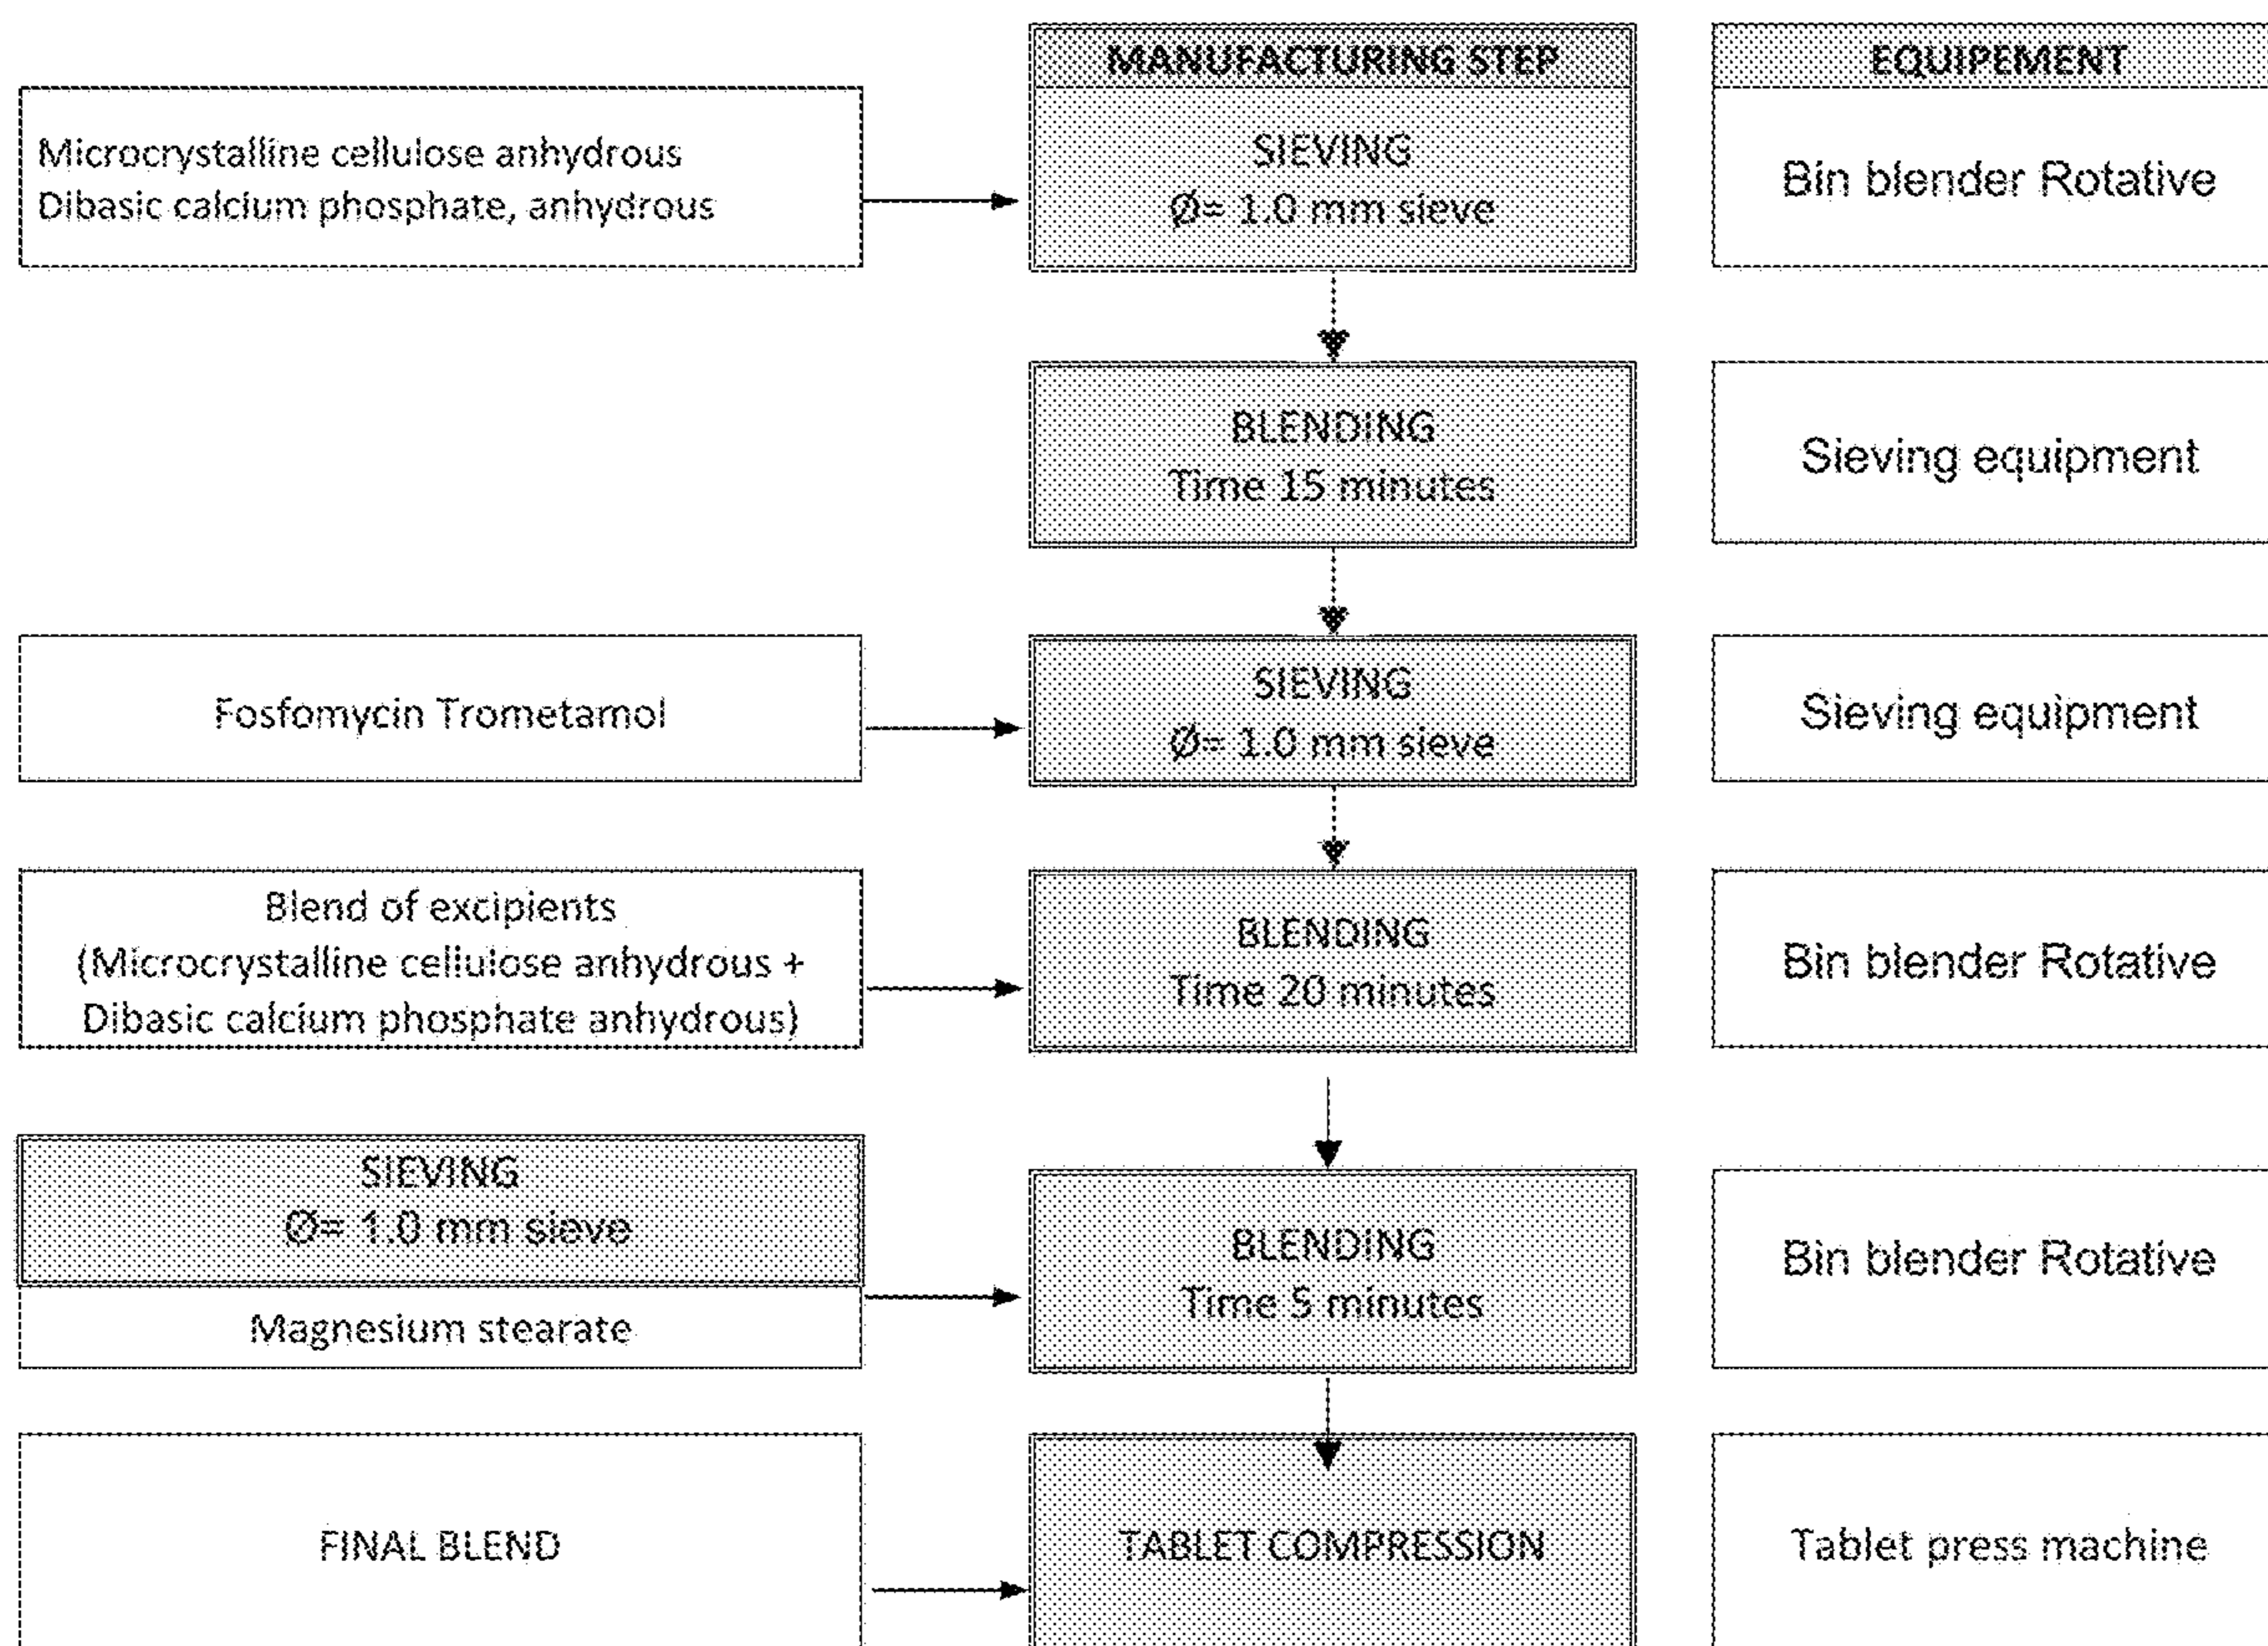 MANUFACTURING STEP
EQUIPEMENT
Microcrystalline cellulose anhydrous
Dibasic calcium phosphate, anhydrous
SIEVING
Ø= 1.0 mm sieve
Bin blender Rotative
BLENDING
Time 15 minutes
Sieving equipment
Fosfomycin Trometamol
SIEVING
Ø= 1.0 mm sieve
Sieving equipment
Blend of excipients
(Microcrystalline cellulose anhydrous +
Dibasic calcium phosphate anhydrous)
BLENDING
Time 20 minutes
Bin blender Rotative
SIEVING
Ø= 1.0 mm sieve
Magnesium stearate
BLENDING
Time 5 minutes
Bin blender Rotative
FINAL BLEND
TABLET COMPRESSION
Tablet press machine